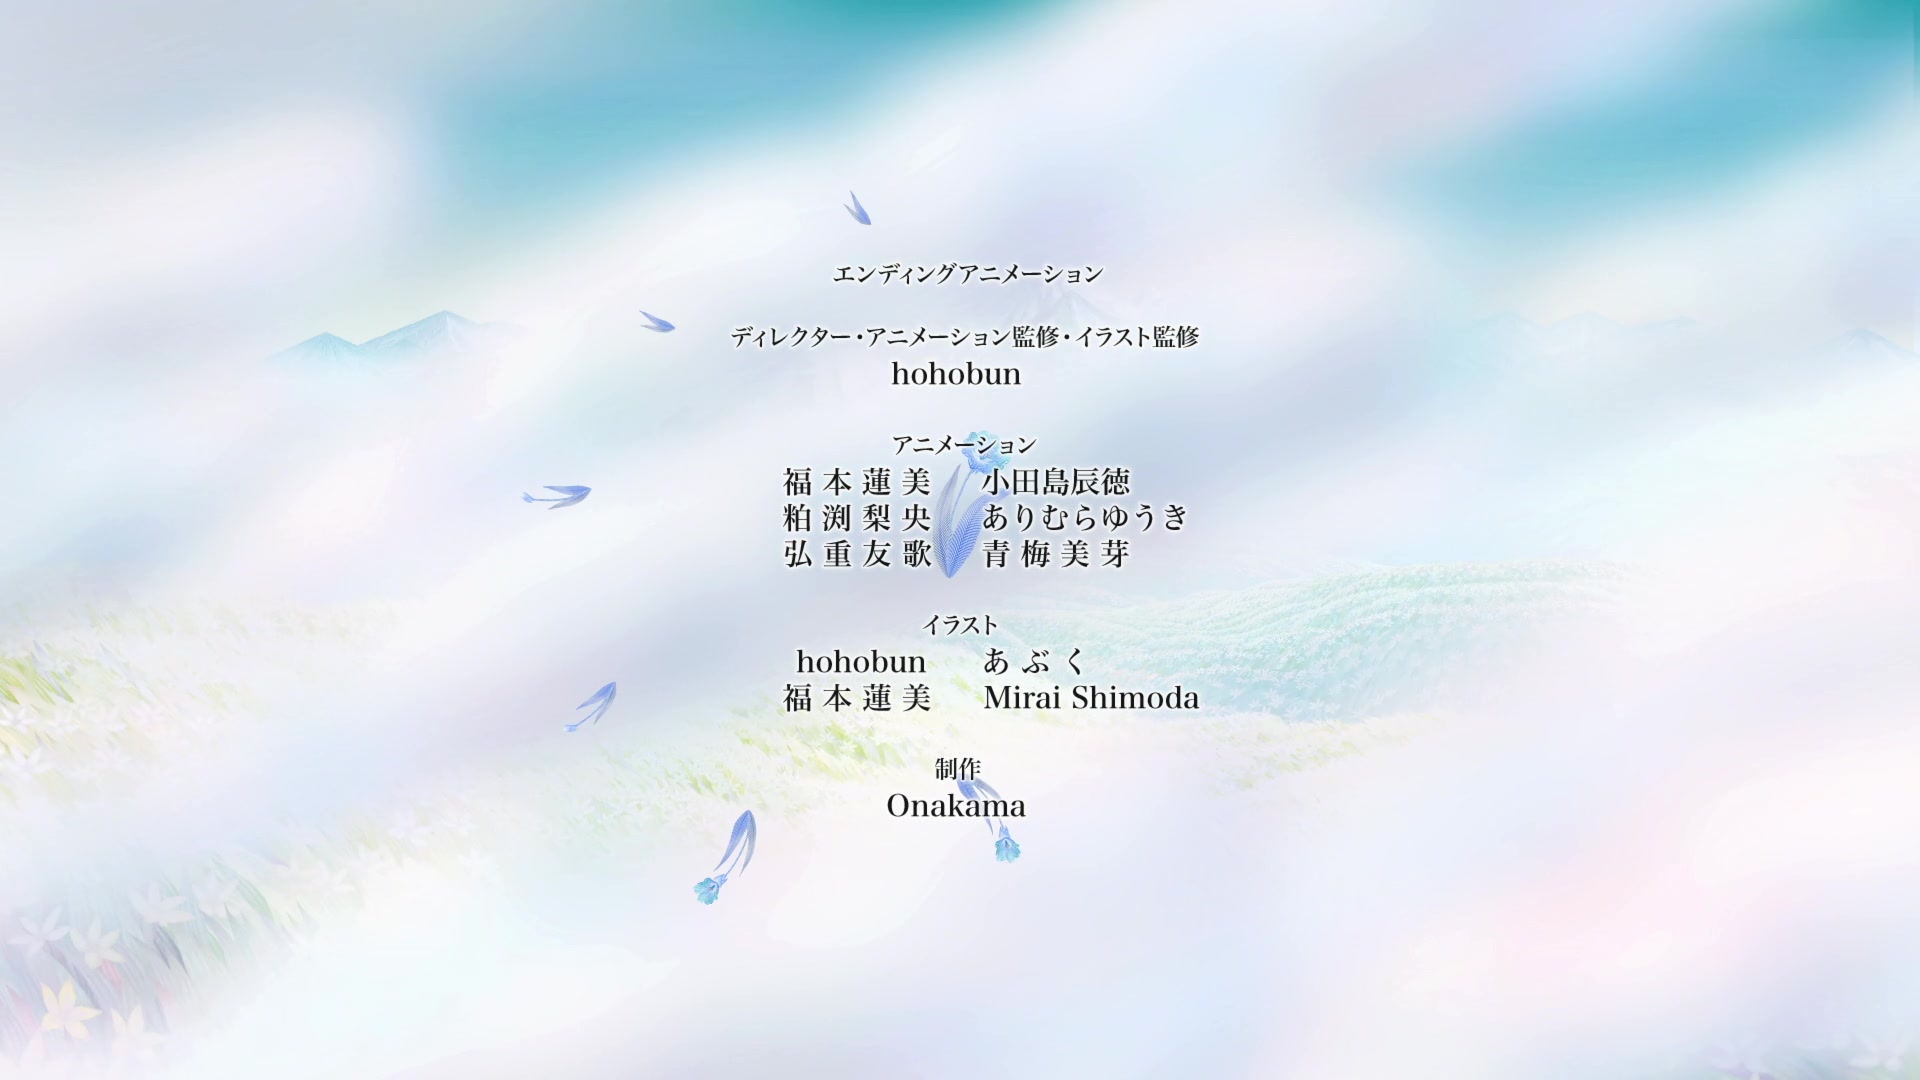 エンディングアニメーション
ディレクター・アニメーション監修・イラスト監修
hohobun
アニメーション
福本蓮美 小田島辰徳
粕渕梨央 ありむらゆうき
弘重友歌 青梅美芽
イラスト
hohobun あぶく
福本蓮美 Mirai Shimoda
制作
Onakama